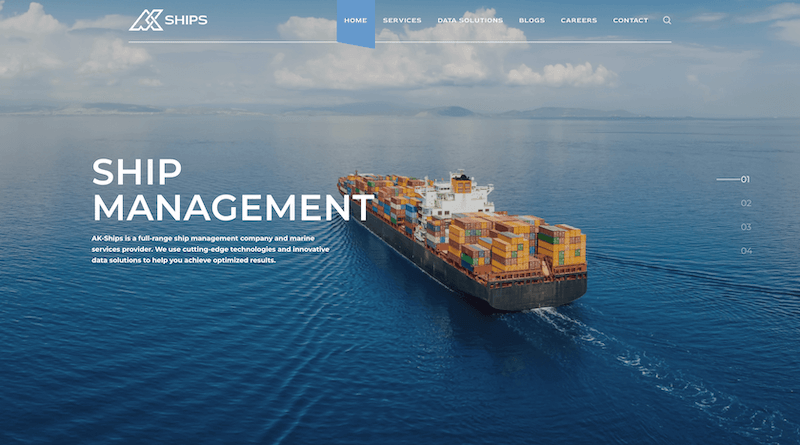 AK SHIPS
HOME SERVICES DATA SOLUTIONS BLOGS CAREERS CONTACT
SHIP
MANAGEMENT
AK-Ships is a full-range ship management company and marine
services provider. We use cutting-edge technologies and innovative
data solutions to help you achieve optimized results.
01
02
03
04